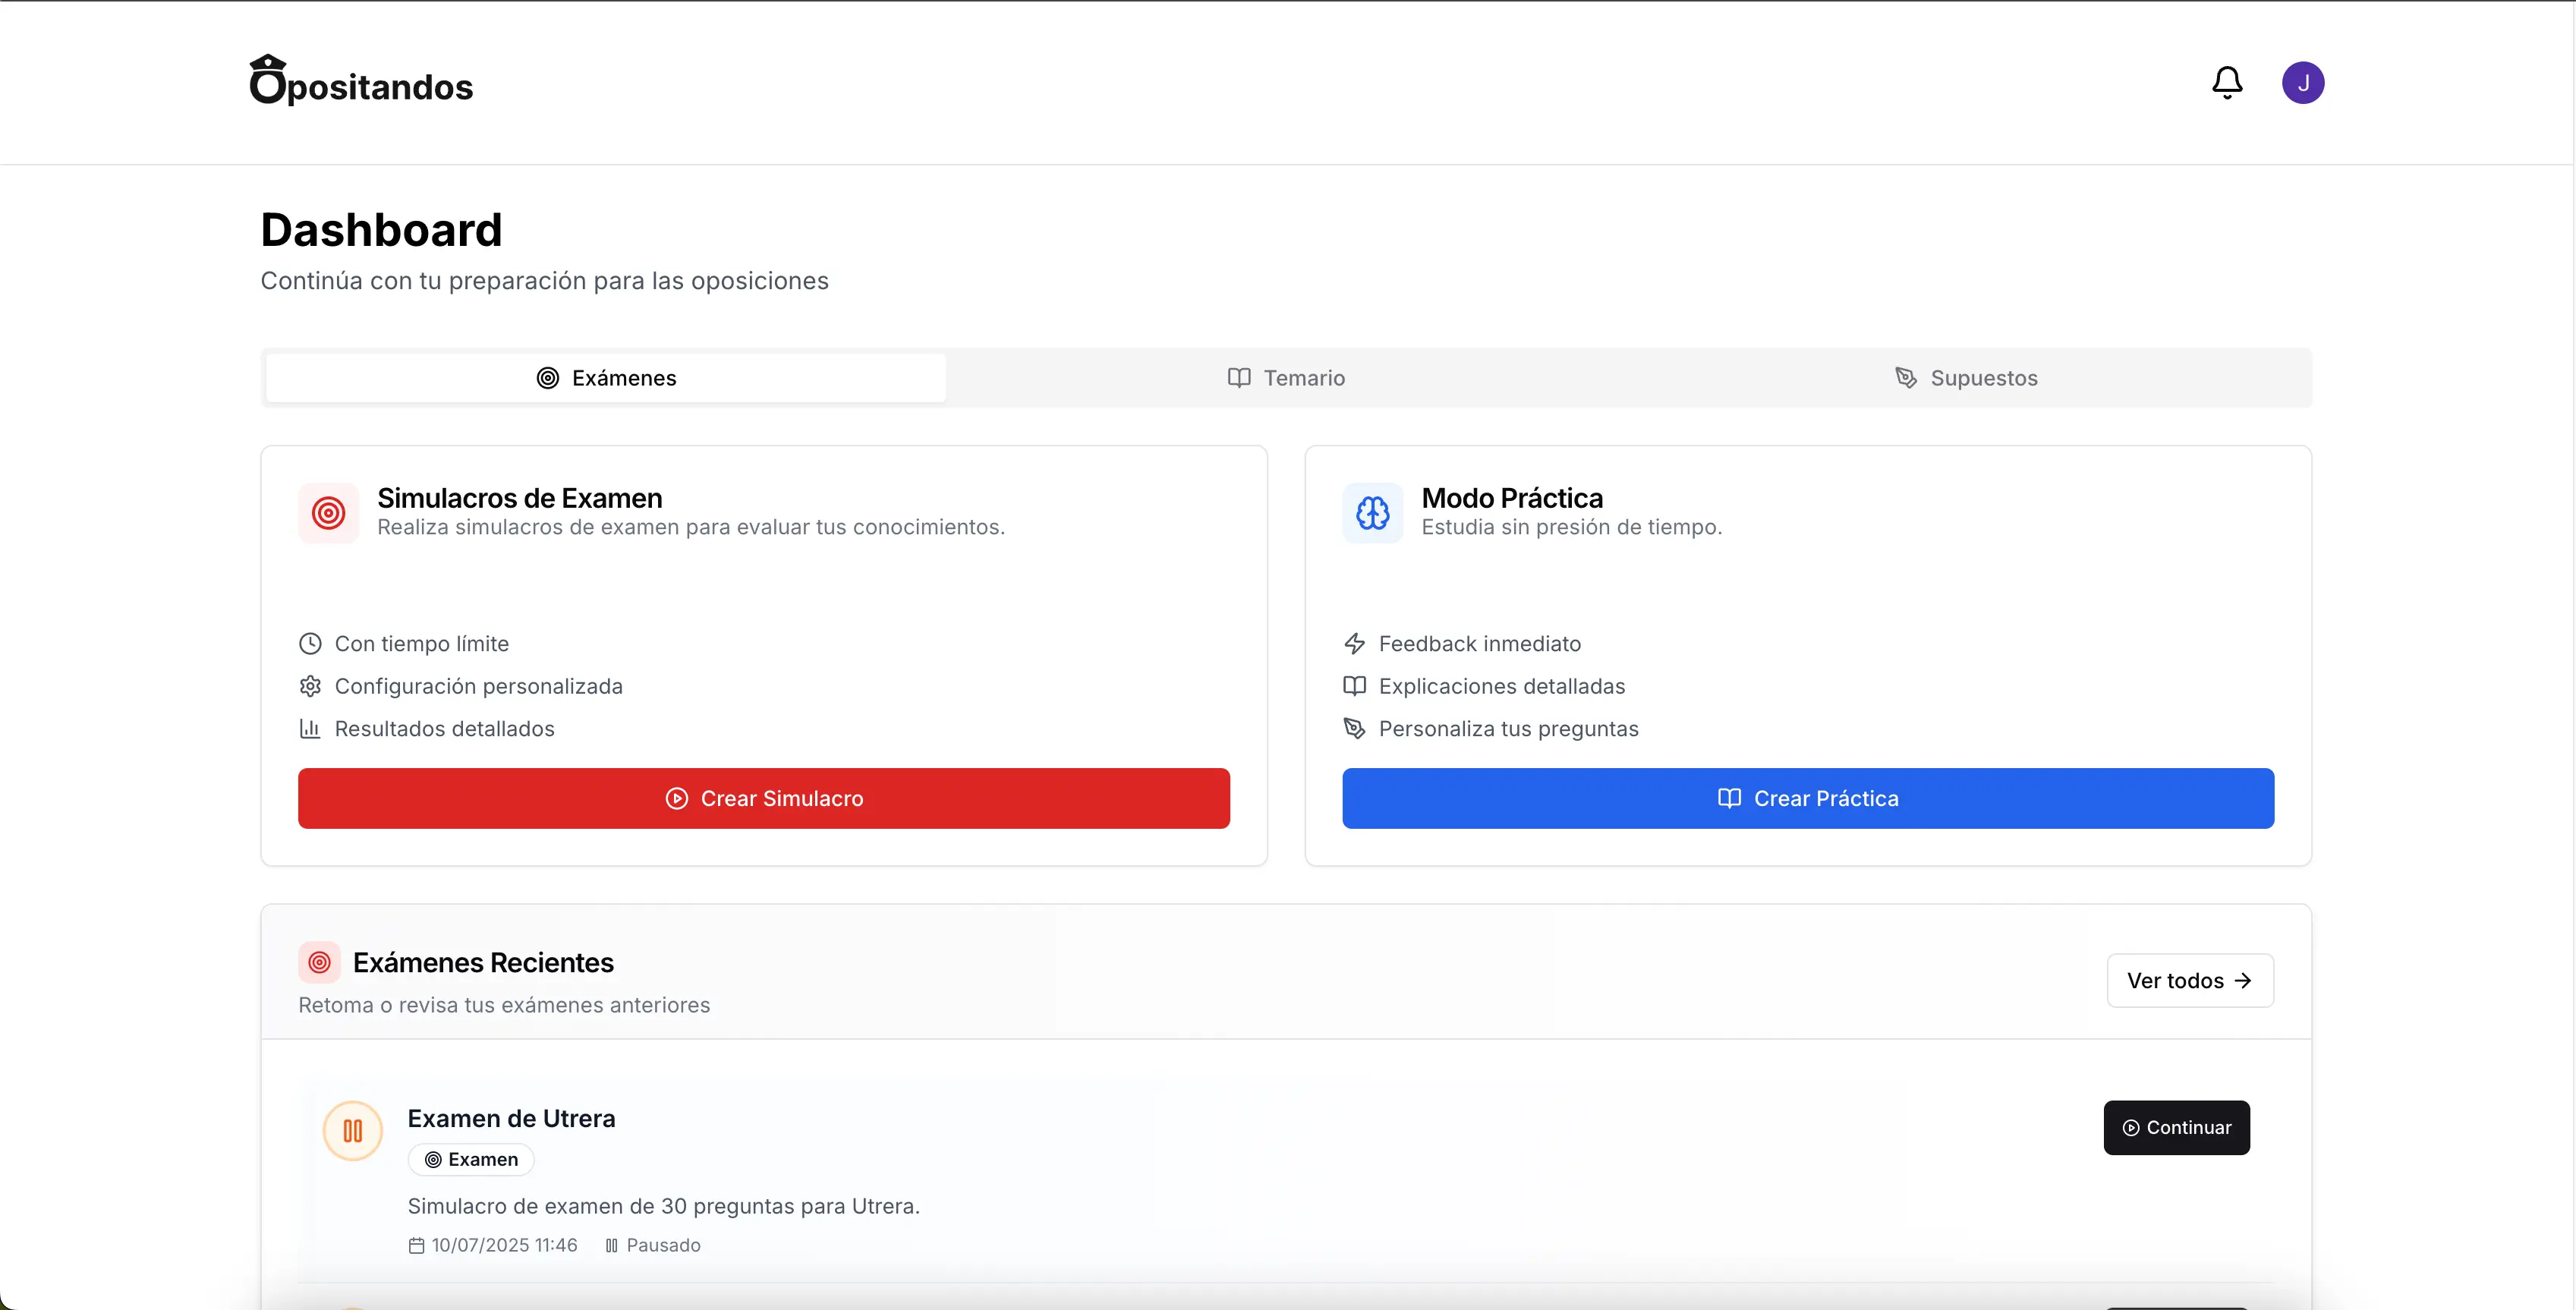 Opositandos
J
Dashboard
Continúa con tu preparación para las oposiciones
Exámenes
Temario
Supuestos
Simulacros de Examen
Realiza simulacros de examen para evaluar tus conocimientos.
Con tiempo límite
Configuración personalizada
Resultados detallados
Crear Simulacro
Modo Práctica
Estudia sin presión de tiempo.
Feedback inmediato
Explicaciones detalladas
Personaliza tus preguntas
Crear Práctica
Exámenes Recientes
Retoma o revisa tus exámenes anteriores
Ver todos
Examen de Utrera
Examen
Simulacro de examen de 30 preguntas para Utrera.
10/07/2025 11:46 Pausado
Continuar